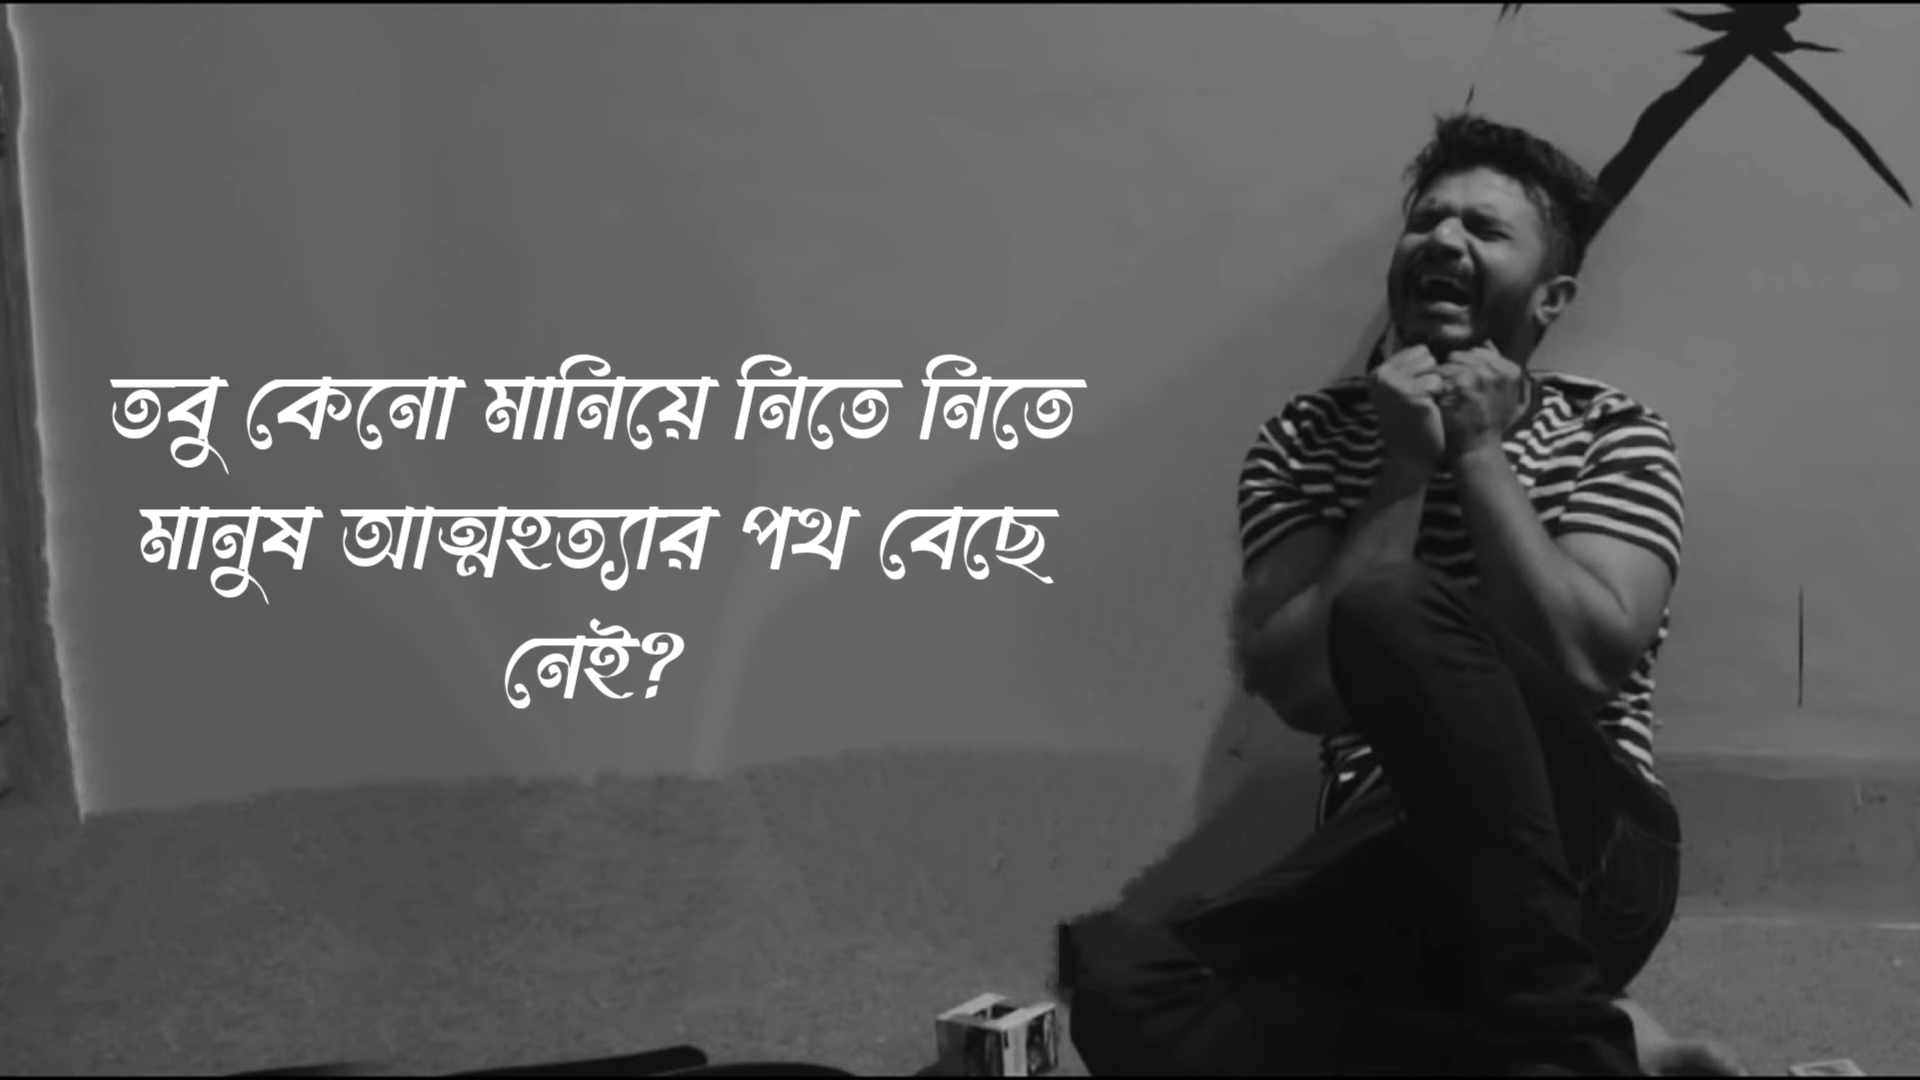 তবু কেনো মানিয়ে নিতে নিতে
মানুষ আত্মহত্যার পথ বেছে
নেই?